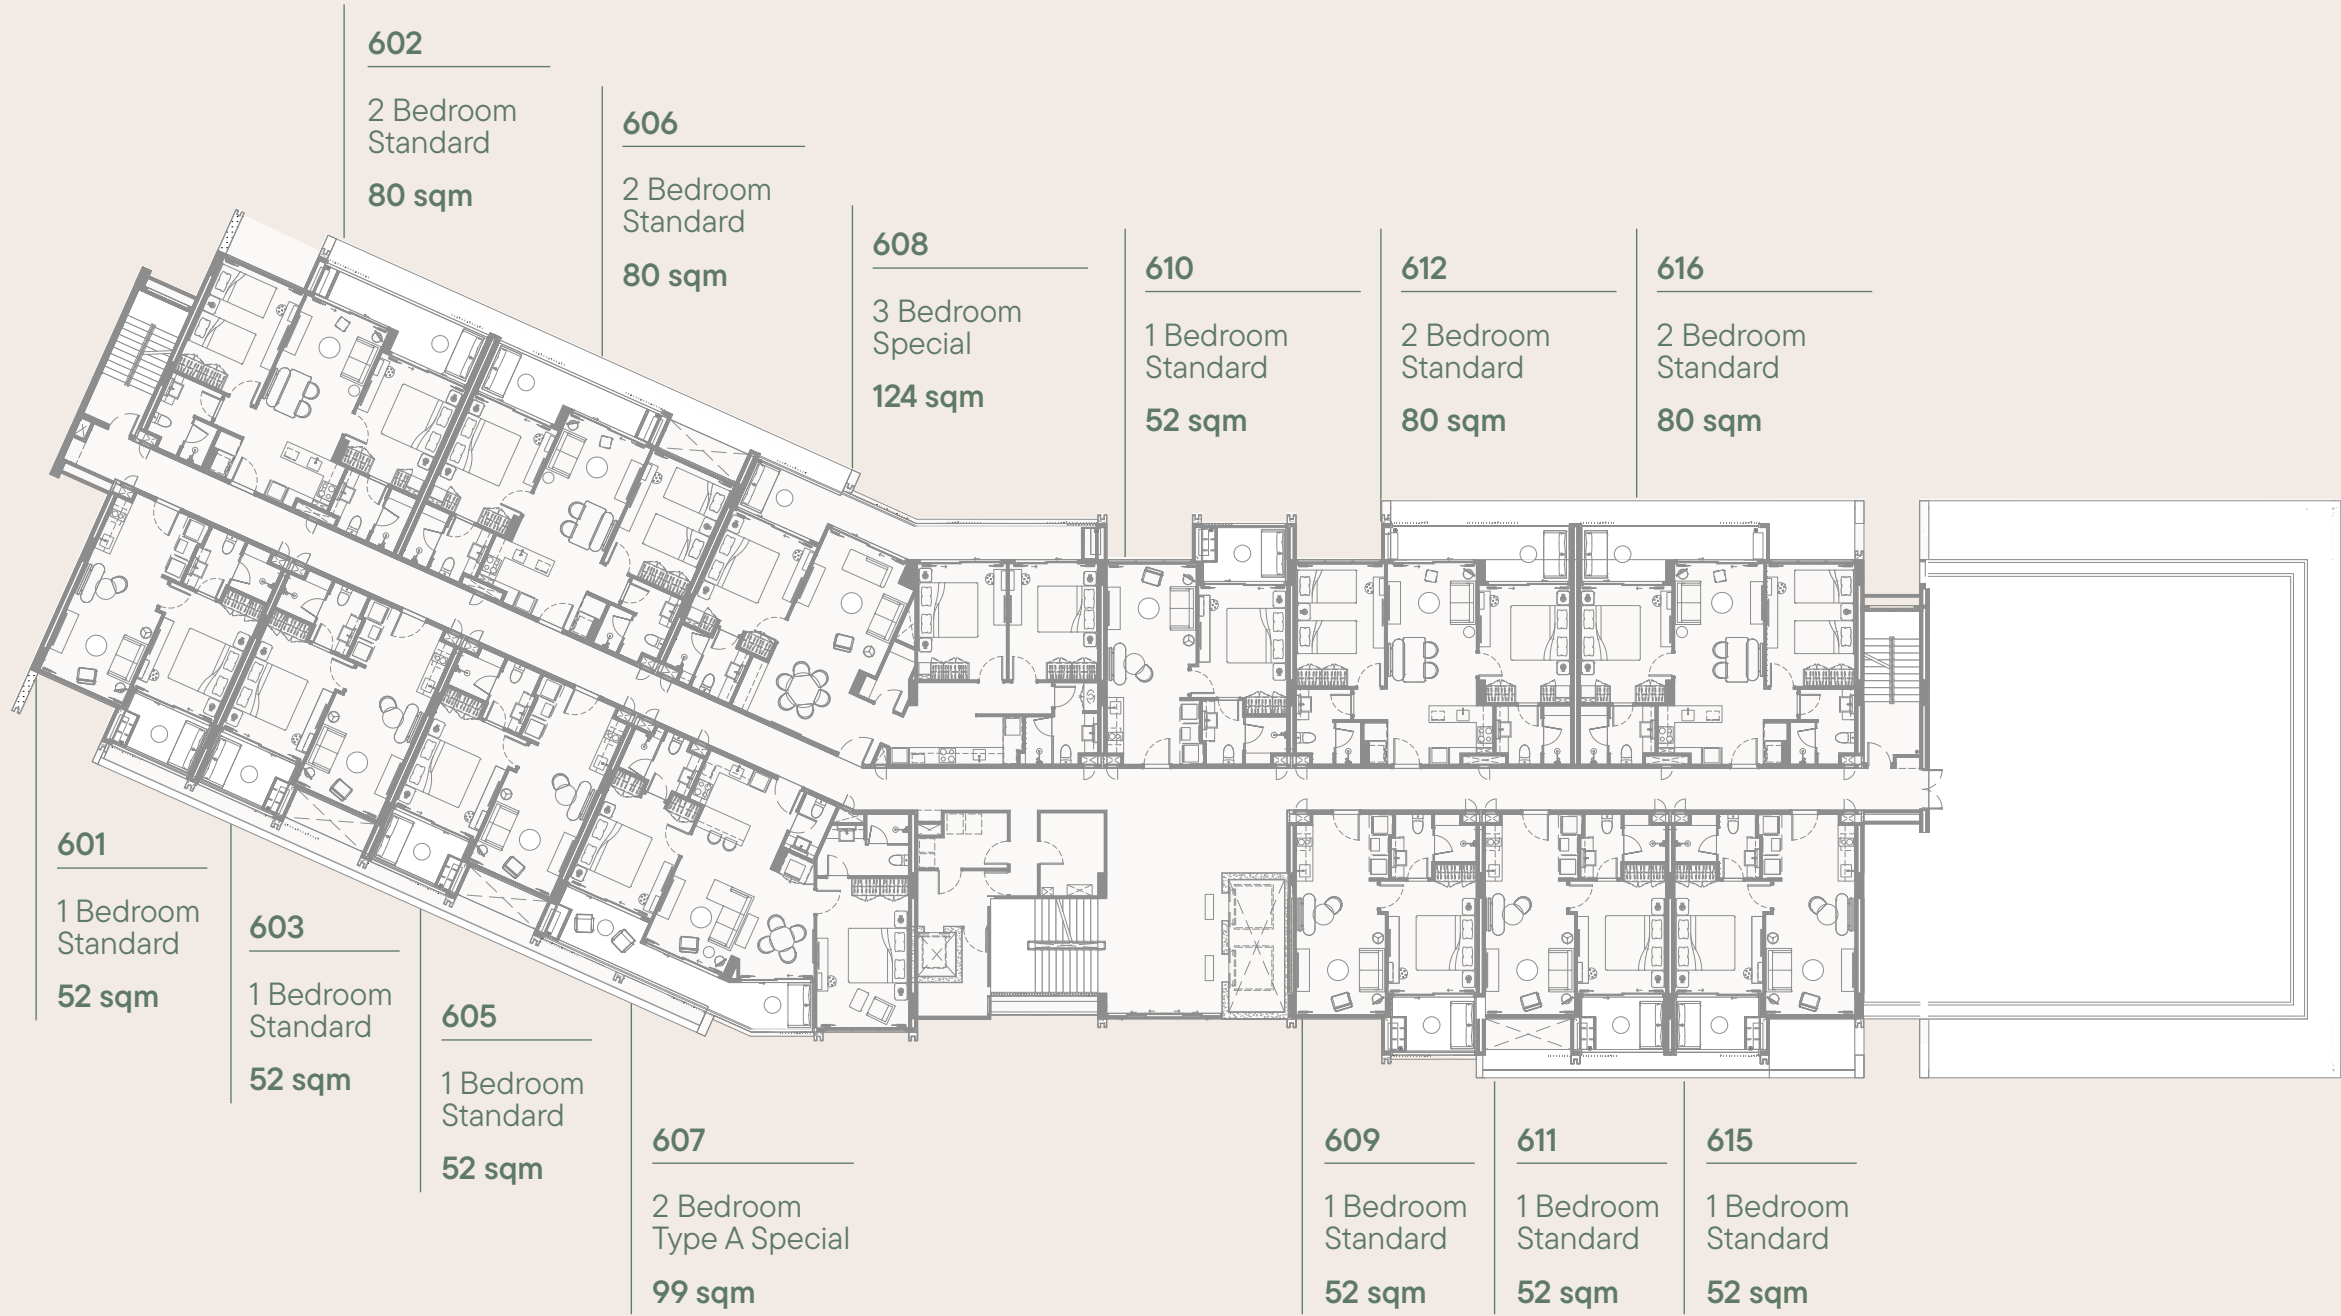 602
2 Bedroom
Standard
80 sqm
606
2 Bedroom
Standard
80 sqm
608
3 Bedroom
Special
124 sqm
610
1 Bedroom
Standard
52 sqm
612
2 Bedroom
Standard
80 sqm
616
2 Bedroom
Standard
80 sqm
601
1 Bedroom
Standard
52 sqm
603
1 Bedroom
Standard
52 sqm
605
1 Bedroom
Standard
52 sqm
607
2 Bedroom
Type A Special
99 sqm
609
1 Bedroom
Standard
52 sqm
611
1 Bedroom
Standard
52 sqm
615
1 Bedroom
Standard
52 sqm